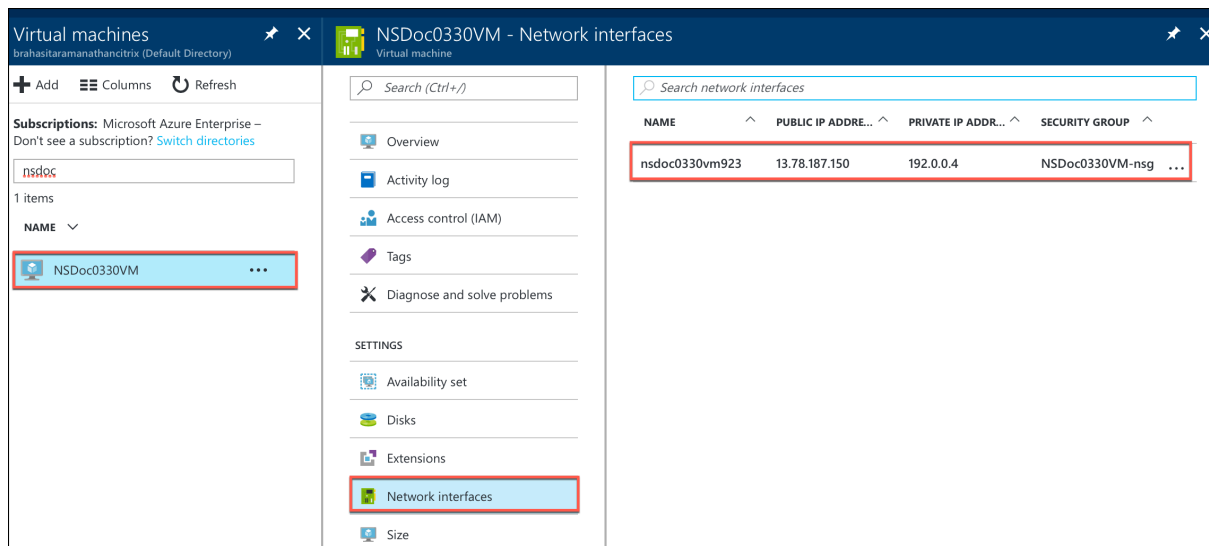 Virtual machines
brahasitaramanathancitrix (Default Directory)
Add Columns Refresh
Subscriptions: Microsoft Azure Enterprise –
Don't see a subscription? Switch directories
nsdoc
1 items
NAME
NSDoc0330VM
NSDoc0330VM - Network interfaces
Virtual machine
Search (Ctrl+/)
Overview
Activity log
Access control (IAM)
Tags
Diagnose and solve problems
SETTINGS
Availability set
Disks
Extensions
Network interfaces
Size
Search network interfaces
NAME PUBLIC IP ADDRE... PRIVATE IP ADDR... SECURITY GROUP
nsdoc0330vm923 13.78.187.150 192.0.0.4 NSDoc0330VM-nsg ...